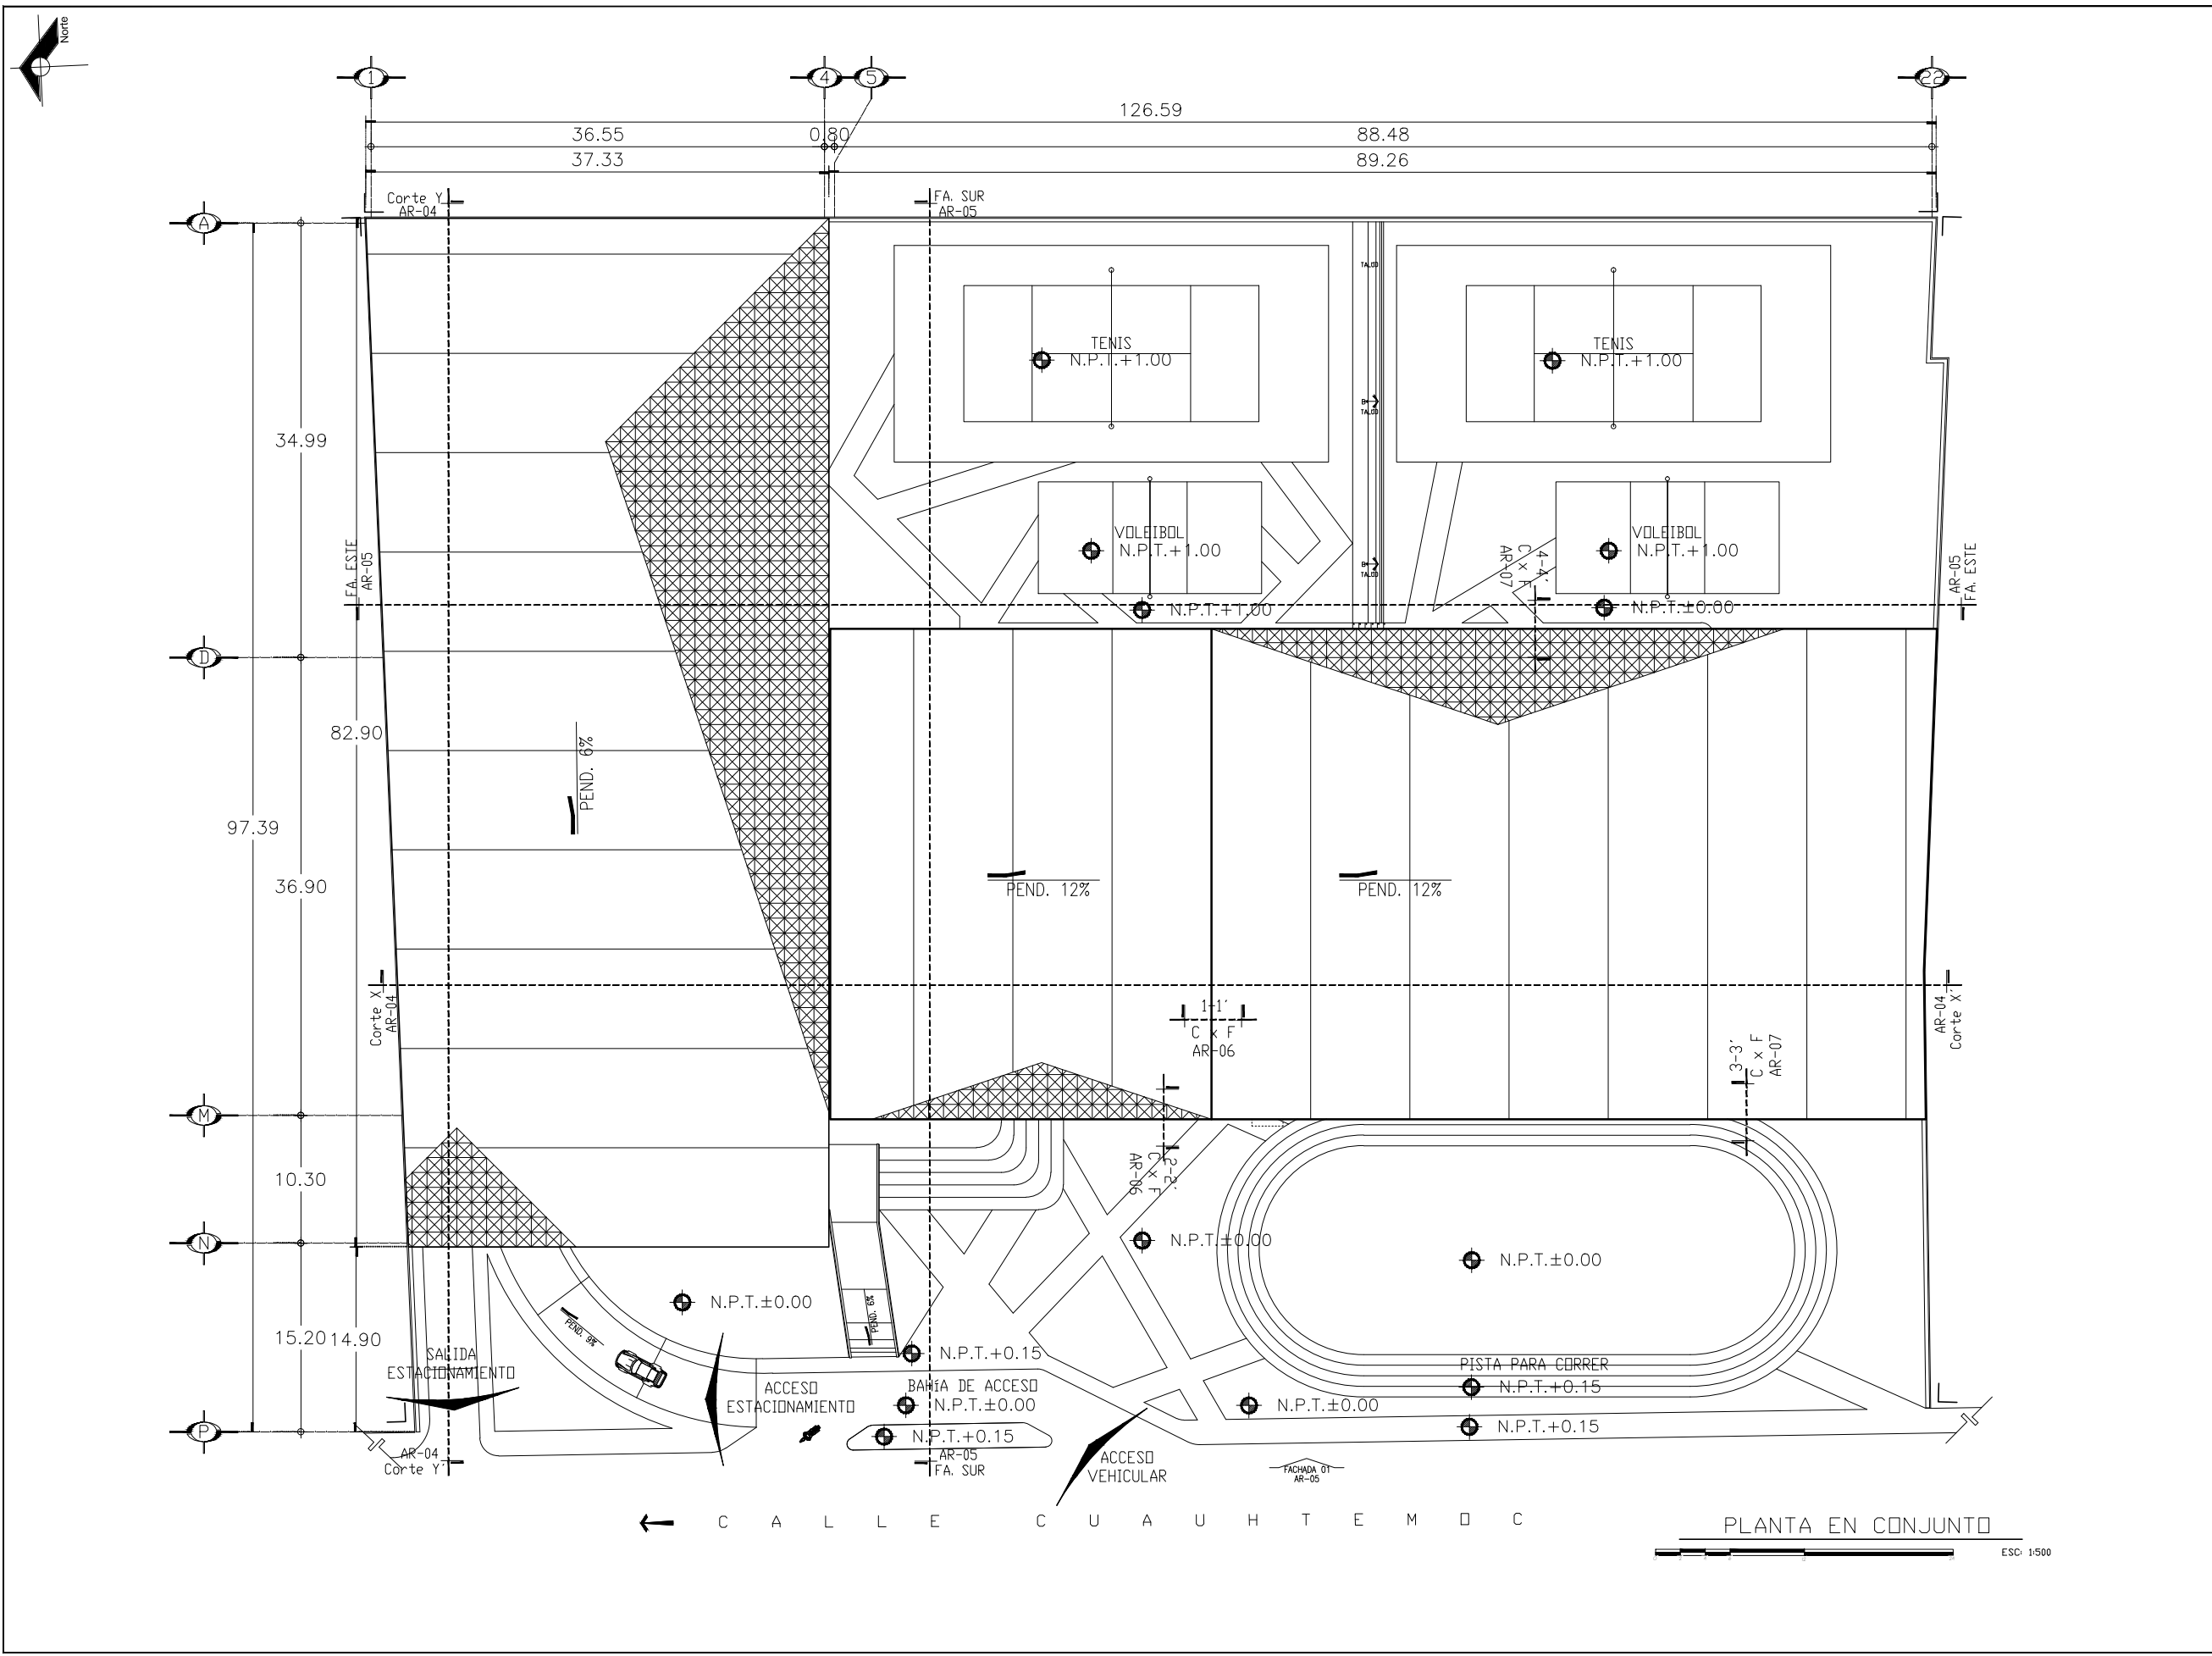 Norte
1
4
5
22
126.59
36.55
0.80
88.48
37.33
89.26
Corte Y
AR-04
FA. SUR
AR-05
A
TALUD
TENIS
N.P.T.+1.00
TENIS
N.P.T.+1.00
B
TALUD
34.99
VOLEIBOL
N.P.T.+1.00
VOLEIBOL
N.P.T.+1.00
B
TALUD
FA. ESTE
AR-05
4-4'
C x F
AR-07
AR-05
FA. ESTE
N.P.T.+1.00
N.P.T.±0.00
D
82.90
PEND. 6%
97.39
36.90
PEND. 12%
PEND. 12%
Corte X
AR-04
1-1'
C x F
AR-06
3-3'
C x F
AR-07
AR-04
Corte X'
M
10.30
2-2'
C x F
AR-06
N
N.P.T.±0.00
N.P.T.±0.00
N.P.T.±0.00
PEND. 9%
PEND. 6%
15.20
14.90
SALIDA
ESTACIONAMIENTO
N.P.T.+0.15
PISTA PARA CORRER
N.P.T.+0.15
ACCESO
ESTACIONAMIENTO
BAHÍA DE ACCESO
N.P.T.±0.00
N.P.T.±0.00
P
N.P.T.+0.15
N.P.T.+0.15
AR-04
Corte Y'
AR-05
FA. SUR
ACCESO
VEHICULAR
FACHADA 01
AR-05
CALLE CUAUHTEMOC
PLANTA EN CONJUNTO
ESC: 1:500